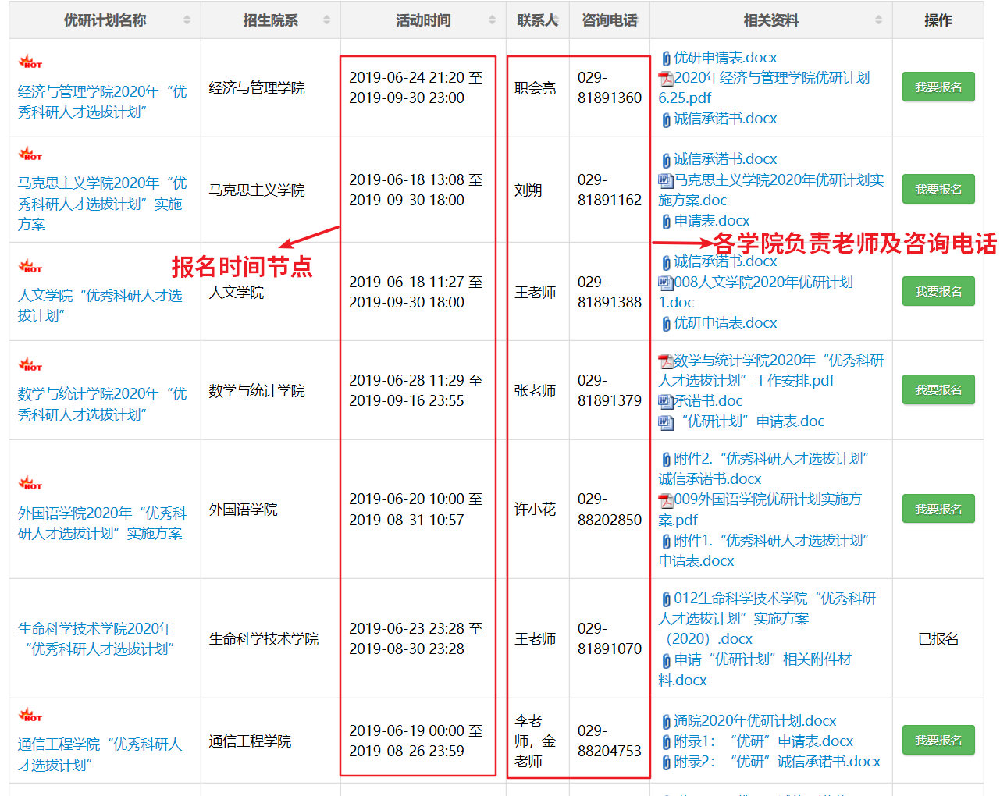 优研计划名称 招生院系 活动时间 联系人 咨询电话 相关资料 操作
HOT
经济与管理学院2020年“优
秀科研人才选拔计划”
经济与管理学院
2019-06-24 21:20 至
2019-09-30 23:00
职会亮
029-
81891360
优研申请表.docx
2020年经济与管理学院优研计划
6.25.pdf
诚信承诺书.docx
我要报名
HOT
马克思主义学院2020年“优
秀科研人才选拔计划”实施
方案
马克思主义学院
2019-06-18 13:08 至
2019-09-30 18:00
刘朔
029-
81891162
诚信承诺书.docx
马克思主义学院2020年优研计划实
施方案.doc
申请表.docx
我要报名
报名时间节点
各学院负责老师及咨询电话
HOT
人文学院“优秀科研人才选
拔计划”
人文学院
2019-06-18 11:27 至
2019-09-30 18:00
王老师
029-
81891388
诚信承诺书.docx
008人文学院2020年优研计划
1.doc
优研申请表.docx
我要报名
HOT
数学与统计学院2020年“优
秀科研人才选拔计划”
数学与统计学院
2019-06-28 11:29 至
2019-09-16 23:55
张老师
029-
81891379
数学与统计学院2020年“优秀科研
人才选拔计划”工作安排.pdf
承诺书.doc
“优研计划”申请表.doc
我要报名
HOT
外国语学院2020年“优秀科
研人才选拔计划”实施方案
外国语学院
2019-06-20 10:00 至
2019-08-31 10:57
许小花
029-
88202850
附件2.“优秀科研人才选拔计划”
诚信承诺书.docx
009外国语学院优研计划实施方
案.pdf
附件1.“优秀科研人才选拔计划”
申请表.docx
我要报名
生命科学技术学院2020年
“优秀科研人才选拔计划”
生命科学技术学院
2019-06-23 23:28 至
2019-08-30 23:28
王老师
029-
81891070
012生命科学技术学院“优秀科研
人才选拔计划”实施方案
（2020）.docx
申请“优研计划”相关附件材
料.docx
已报名
HOT
通信工程学院“优秀科研人
才选拔计划”
通信工程学院
2019-06-19 00:00 至
2019-08-26 23:59
李老
师，金
老师
029-
88204753
通院2020年优研计划.docx
附录1：“优研”申请表.docx
附录2：“优研”诚信承诺书.docx
我要报名